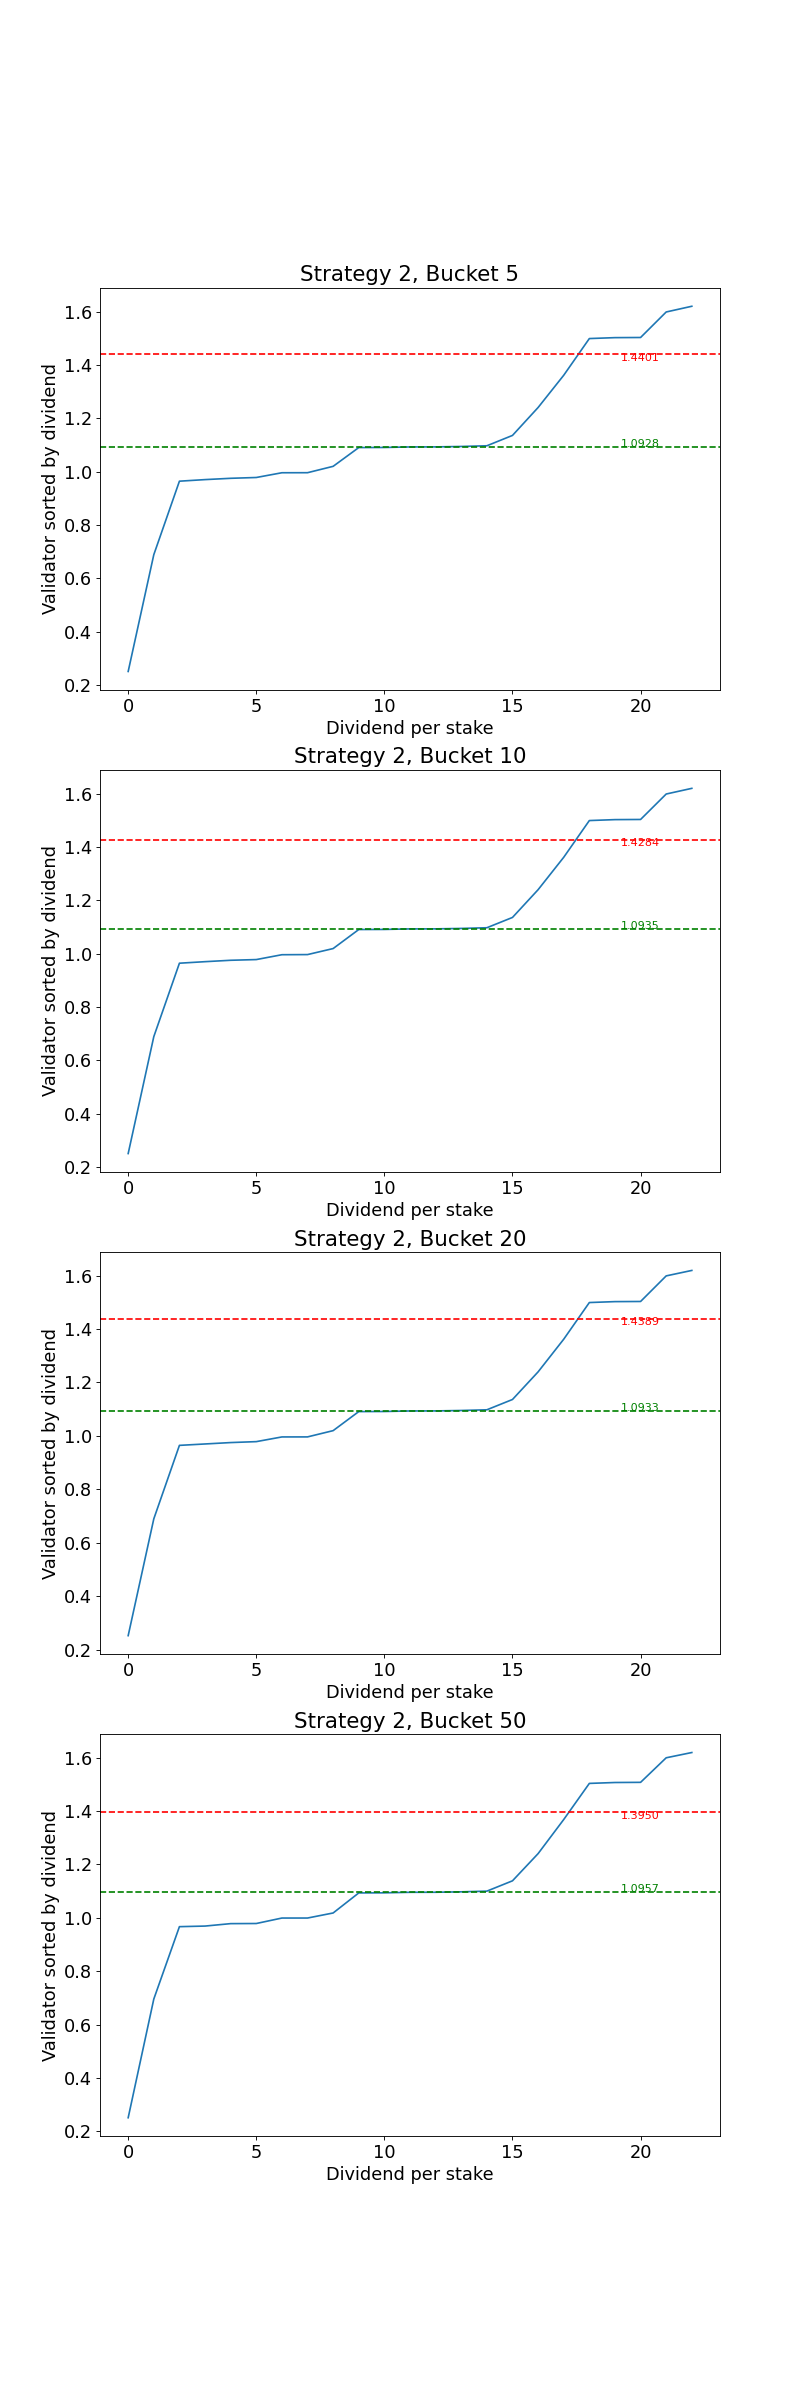 Strategy 2, Bucket 5
Validator sorted by dividend
1.6
1.4
1.2
1.0
0.8
0.6
0.4
0.2
1.4401
1.0928
0 5 10 15 20
Dividend per stake
Strategy 2, Bucket 10
Validator sorted by dividend
1.6
1.4
1.2
1.0
0.8
0.6
0.4
0.2
1.4284
1.0935
0 5 10 15 20
Dividend per stake
Strategy 2, Bucket 20
Validator sorted by dividend
1.6
1.4
1.2
1.0
0.8
0.6
0.4
0.2
1.4389
1.0933
0 5 10 15 20
Dividend per stake
Strategy 2, Bucket 50
Validator sorted by dividend
1.6
1.4
1.2
1.0
0.8
0.6
0.4
0.2
1.3950
1.0957
0 5 10 15 20
Dividend per stake